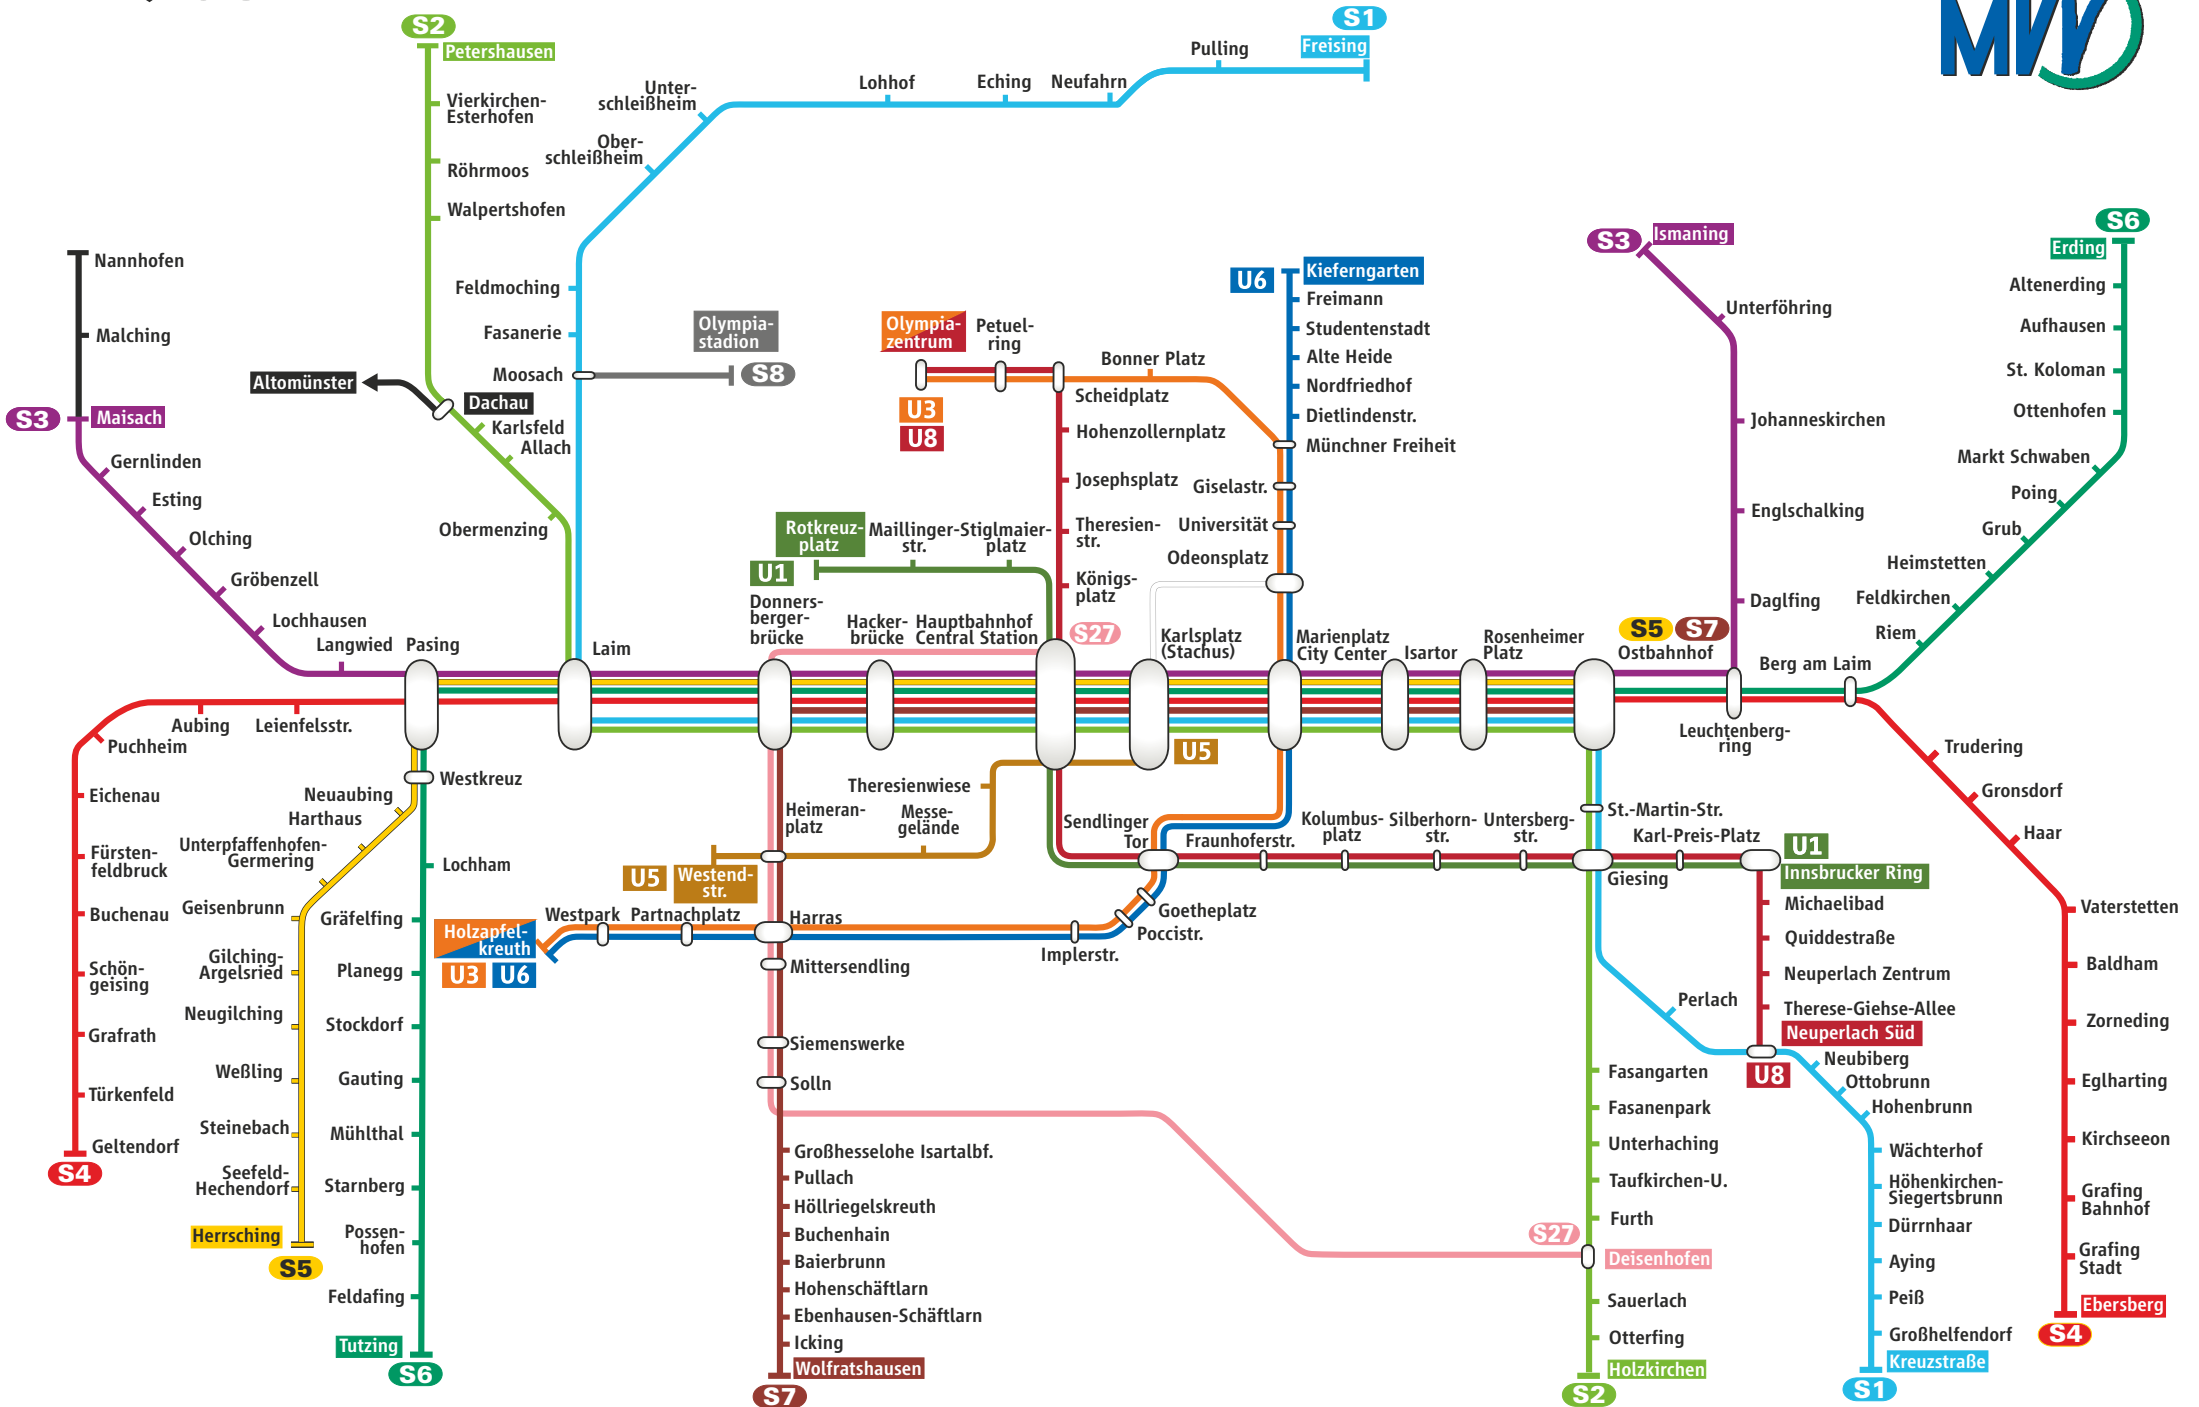 S2
Petershausen
Vierkirchen-
Esterhofen
Röhrmoos
Walpertshofen
S1
Freising
Pulling
Neufahrn
Eching
Lohhof
Unter-
schleißheim
Ober-
schleißheim
Feldmoching
Fasanerie
Moosach
MVV
Olympia-
stadion
S8
Nannhofen
Malching
S3
Maisach
Gernlinden
Esting
Olching
Gröbenzell
Lochhausen
Langwied
Altomünster
Dachau
Karlsfeld
Allach
Obermenzing
Olympia-
zentrum
U3
U8
Petuel-
ring
Scheidplatz
Bonner Platz
Hohenzollernplatz
Josephsplatz
Theresien-
str.
Königs-
platz
U6
Kieferngarten
Freimann
Studentenstadt
Alte Heide
Nordfriedhof
Dietlindenstr.
Münchner Freiheit
Giselastr.
Universität
Odeonsplatz
Rotkreuz-
platz
U1
Maillinger-
str.
Stiglmaier-
platz
S3
Ismaning
Unterföhring
Johanneskirchen
Englschalking
Daglfing
S6
Erding
Altenerding
Aufhausen
St. Koloman
Ottenhofen
Markt Schwaben
Poing
Grub
Heimstetten
Feldkirchen
Riem
Pasing
Laim
Donners-
berger-
brücke
Hacker-
brücke
Hauptbahnhof
Central Station
S27
Karlsplatz
(Stachus)
Marienplatz
City Center
Isartor
Rosenheimer
Platz
S5
S7
Ostbahnhof
Leuchtenberg-
ring
Berg am Laim
Aubing
Leienfelsstr.
Puchheim
Eichenau
Fürsten-
feldbruck
Buchenau
Schön-
geising
Grafrath
Türkenfeld
Geltendorf
S4
Westkreuz
Neuaubing
Harthaus
Unterpfaffenhofen-
Germering
Geisenbrunn
Gilching-
Argelsried
Neugilching
Weßling
Steinebach
Seefeld-
Hechendorf
Herrsching
S5
Lochham
Gräfelfing
Planegg
Stockdorf
Gauting
Mühlthal
Starnberg
Possen-
hofen
Feldafing
Tutzing
S6
U5
Theresienwiese
Messe-
gelände
Heimeran-
platz
U5
Westend-
str.
Holzapfel-
kreuth
U3
U6
Westpark
Partnachplatz
Harras
Mittersendling
Siemenswerke
Solln
Großhesselohe Isartalbf.
Pullach
Höllriegelskreuth
Buchenhain
Baierbrunn
Hohenschäftlarn
Ebenhausen-Schäftlarn
Icking
Wolfratshausen
S7
Implerstr.
Poccistr.
Goetheplatz
Sendlinger
Tor
Fraunhoferstr.
Kolumbus-
platz
Silberhorn-
str.
Untersberg-
str.
St.-Martin-Str.
Giesing
Karl-Preis-Platz
U1
Innsbrucker Ring
Michaelibad
Quiddestraße
Neuperlach Zentrum
Therese-Giehse-Allee
Neuperlach Süd
U8
Perlach
Neubiberg
Ottobrunn
Hohenbrunn
Wächterhof
Höhenkirchen-
Siegertsbrunn
Dürrnhaar
Aying
Peiß
Großhelfendorf
Kreuzstraße
S1
Fasangarten
Fasanenpark
Unterhaching
Taufkirchen-U.
Furth
S27
Deisenhofen
Sauerlach
Otterfing
Holzkirchen
S2
Trudering
Gronsdorf
Haar
Vaterstetten
Baldham
Zorneding
Eglharting
Kirchseeon
Grafing
Bahnhof
Grafing
Stadt
Ebersberg
S4